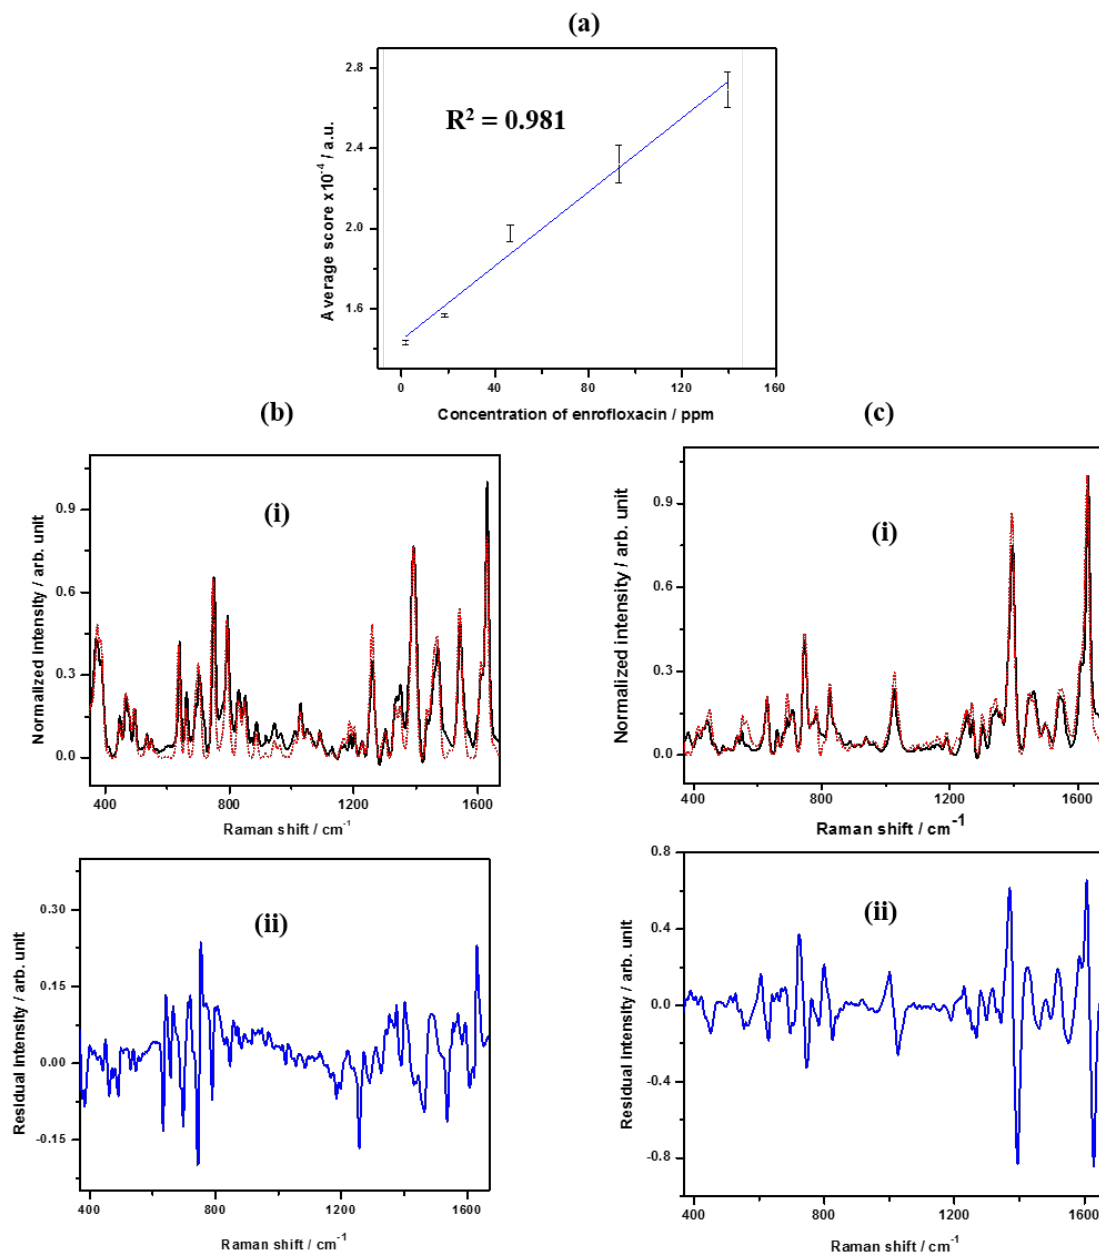 (a)
2.8
2.4
2.0
1.6
R² = 0.981
Average score x10⁻⁴ / a.u.
0
40
80
120
160
Concentration of enrofloxacin / ppm
(b)
(c)
0.9
0.6
0.3
0.0
(i)
Normalized Intensity / arb. unit
400
800
1200
1600
Raman shift / cm⁻¹
0.9
0.6
0.3
0.0
(i)
Normalized intensity / arb. unit
400
800
1200
1600
Raman shift / cm⁻¹
0.30
0.15
0.00
-0.15
(ii)
Residual Intensity / arb. unit
400
800
1200
1600
Raman shift / cm⁻¹
0.8
0.4
0.0
-0.4
-0.8
(ii)
Residual intensity / arb. unit
400
800
1200
1600
Raman shift / cm⁻¹